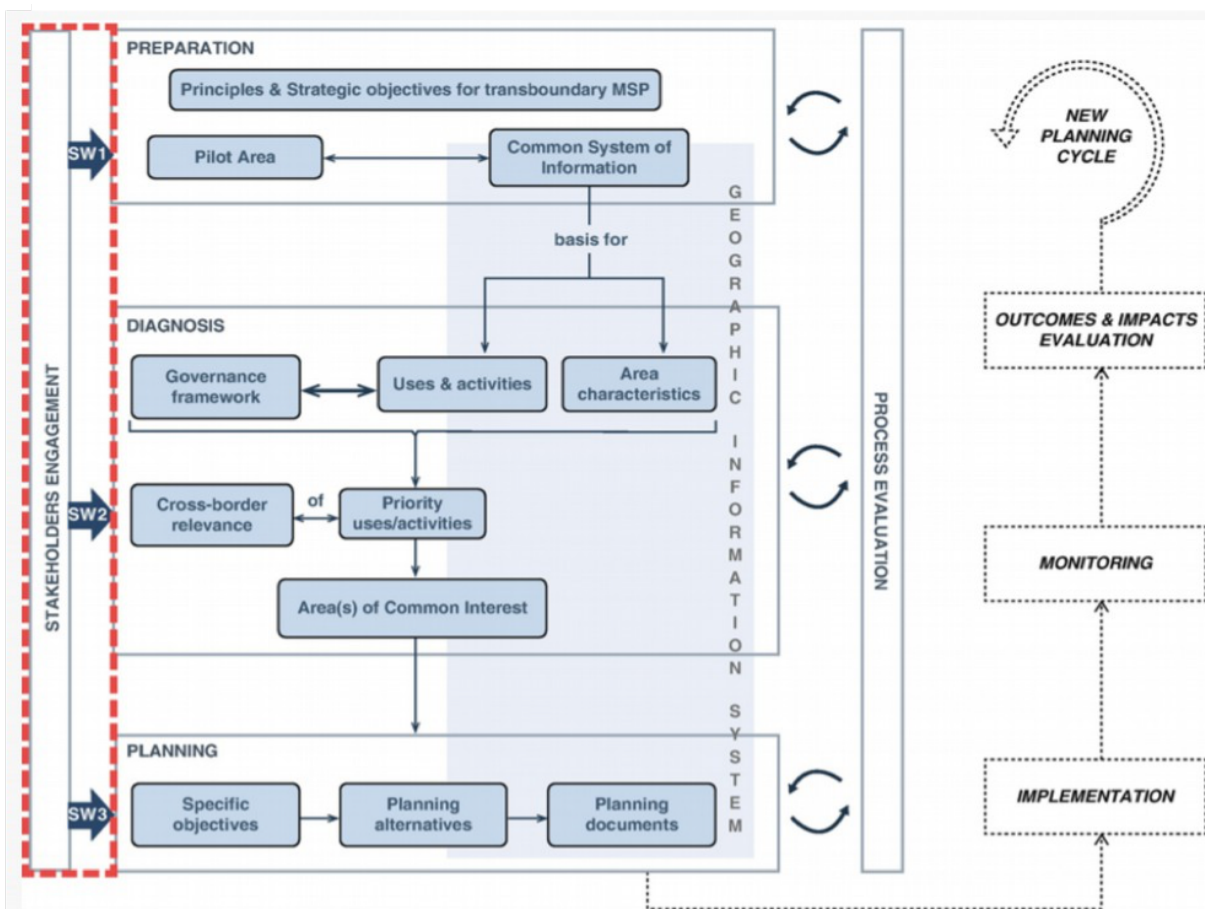 PREPARATION
Principles & Strategic objectives for transboundary MSP
SW1
Pilot Area
Common System of
Information
basis for
DIAGNOSIS
Governance
framework
Uses & activities
Area
characteristics
SW2
Cross-border
relevance
of
Priority
uses/activities
Area(s) of Common Interest
PLANNING
SW3
Specific
objectives
Planning
alternatives
Planning
documents
STAKEHOLDERS ENGAGEMENT
GEOGRAPHIC INFORMATION SYSTEM
PROCESS EVALUATION
NEW
PLANNING
CYCLE
OUTCOMES & IMPACTS
EVALUATION
MONITORING
IMPLEMENTATION